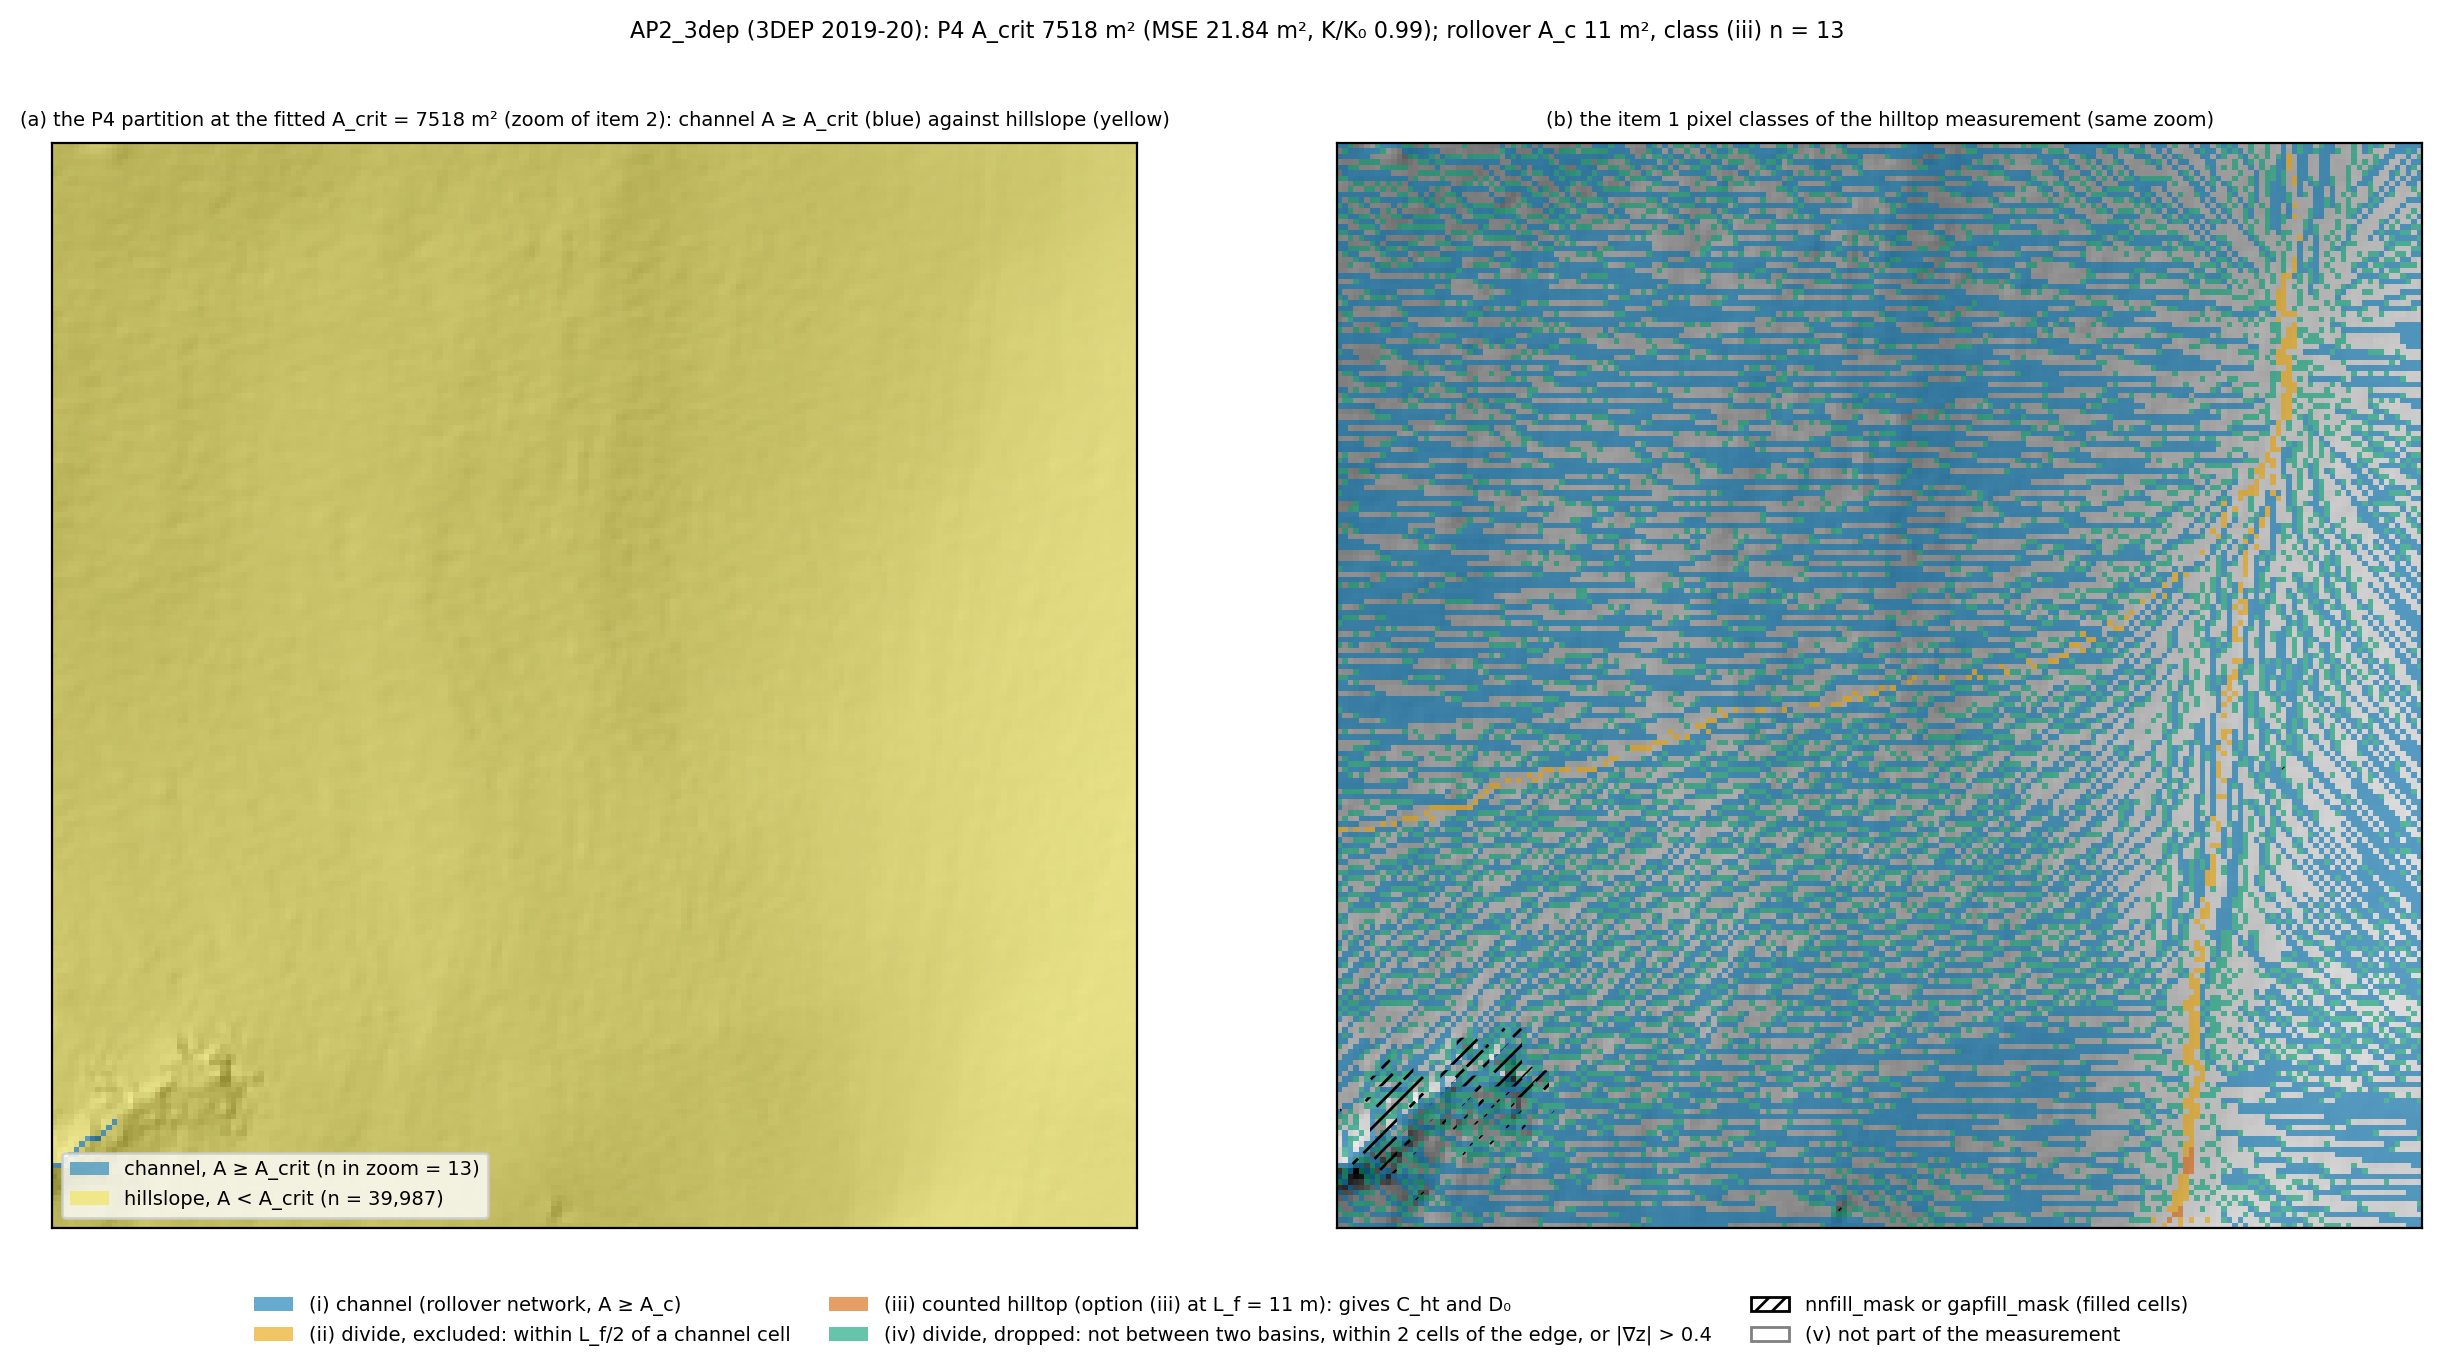 AP2_3dep (3DEP 2019-20): P4 A_crit 7518 m² (MSE 21.84 m², K/K₀ 0.99); rollover A_c 11 m², class (iii) n = 13
(a) the P4 partition at the fitted A_crit = 7518 m² (zoom of item 2): channel A ≥ A_crit (blue) against hillslope (yellow)
(b) the item 1 pixel classes of the hilltop measurement (same zoom)
channel, A ≥ A_crit (n in zoom = 13)
hillslope, A < A_crit (n = 39,987)
(i) channel (rollover network, A ≥ A_c)
(ii) divide, excluded: within L_f/2 of a channel cell
(iii) counted hilltop (option (iii) at L_f = 11 m): gives C_ht and D₀
(iv) divide, dropped: not between two basins, within 2 cells of the edge, or |∇z| > 0.4
nnfill_mask or gapfill_mask (filled cells)
(v) not part of the measurement